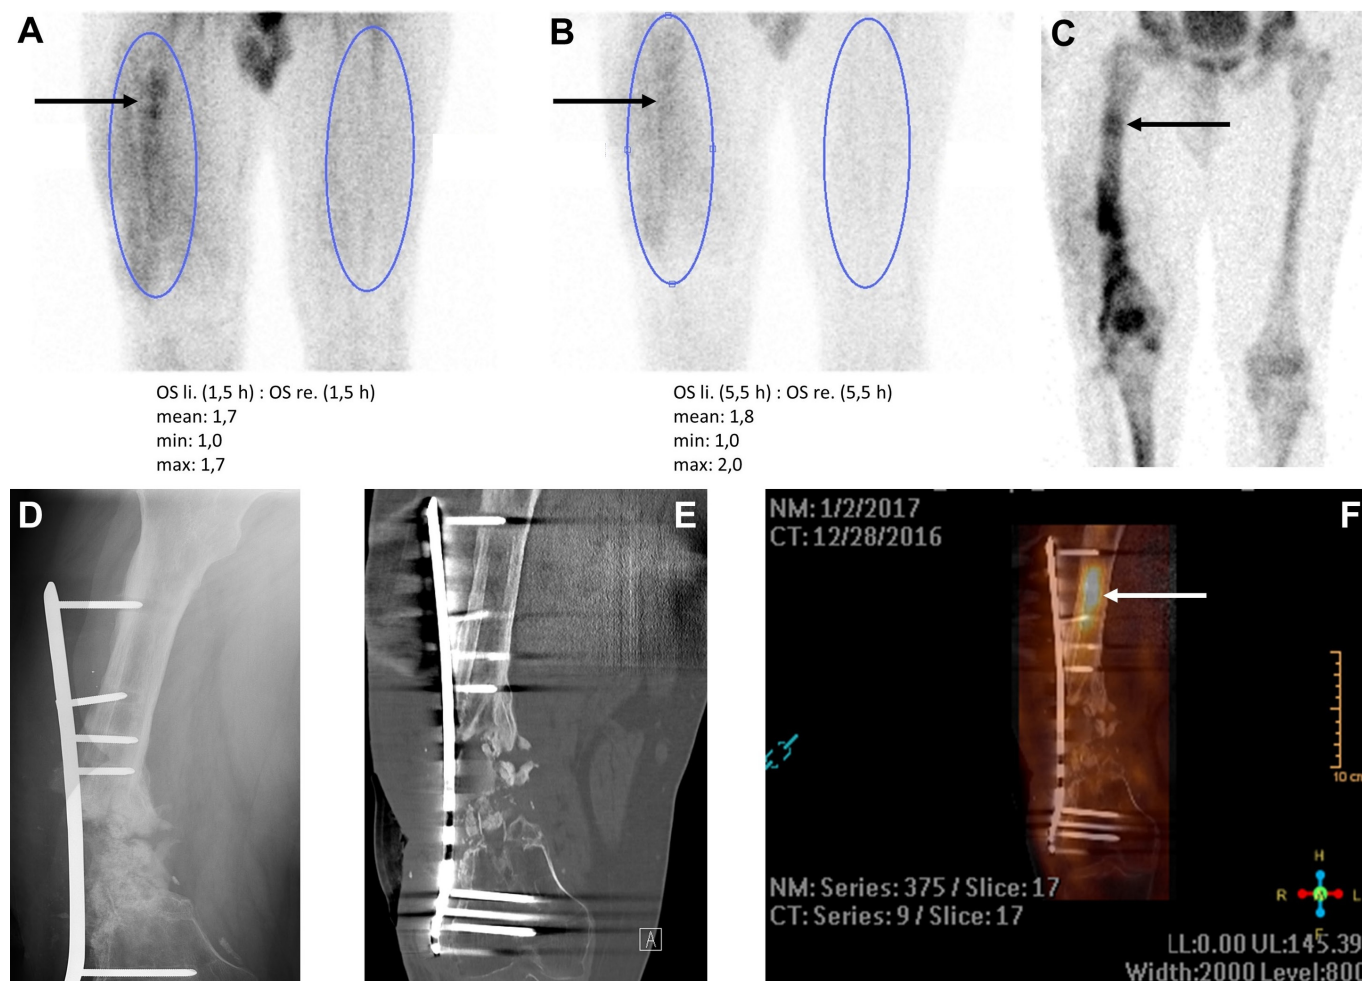 A
B
C
OS li. (1,5 h) : OS re. (1,5 h)
mean: 1,7
min: 1,0
max: 1,7
OS li. (5,5 h) : OS re. (5,5 h)
mean: 1,8
min: 1,0
max: 2,0
D
E
A
F
NM: 1/2/2017
CT: 12/28/2016
10 cm
NM: Series: 375 / Slice: 17
CT: Series: 9 / Slice: 17
H
R A L
F
LL:0.00 UL:145.39
Width:2000 Level:800